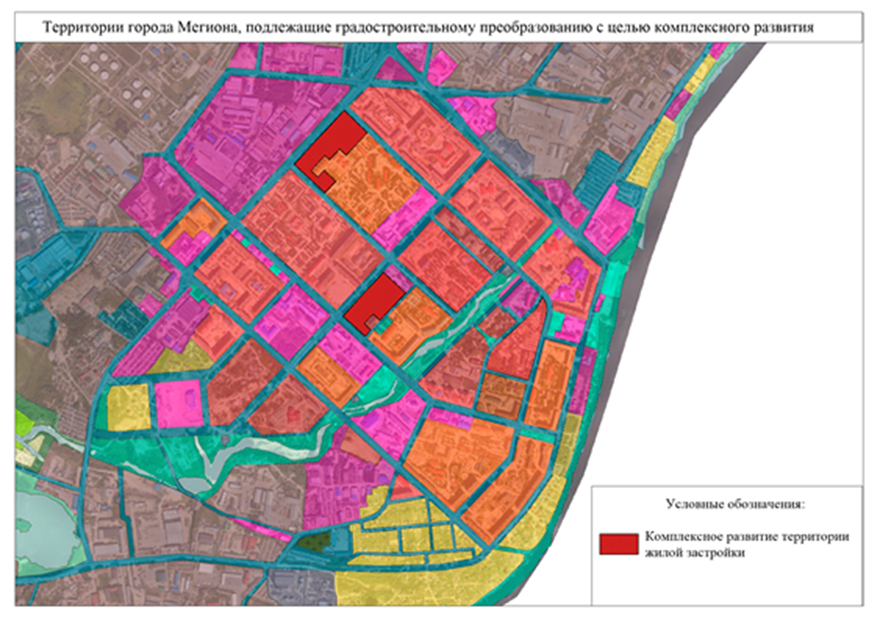 Территории города Мегиона, подлежащие градостроительному преобразованию с целью комплексного развития
Условные обозначения:
Комплексное развитие территории
жилой застройки